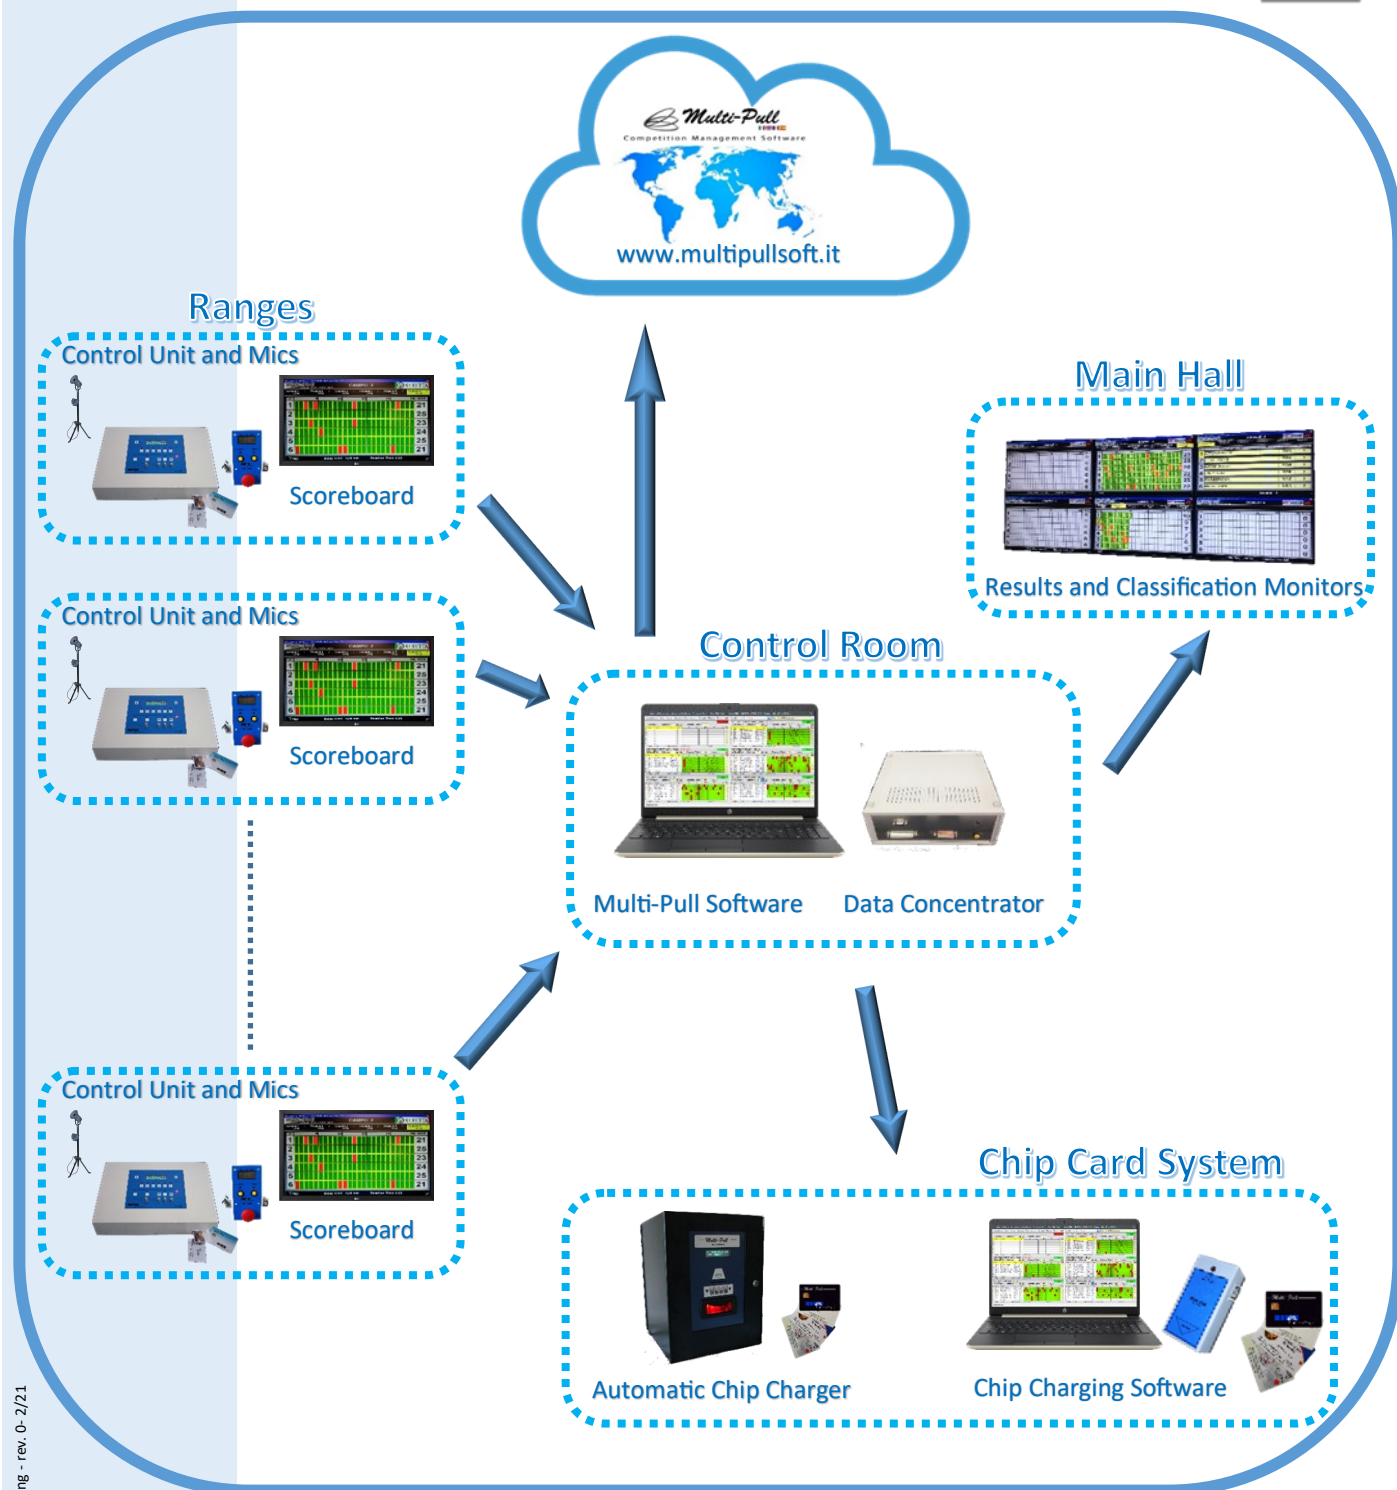 Multi-Pull
Competition Management Software
www.multipullsoft.it
Ranges
Control Unit and Mics
Scoreboard
Control Unit and Mics
Scoreboard
Control Unit and Mics
Scoreboard
Main Hall
Results and Classification Monitors
Control Room
Multi-Pull Software
Data Concentrator
Chip Card System
Multi-Pull
Automatic Chip Charger
Chip Charging Software
ng - rev. 0- 2/21